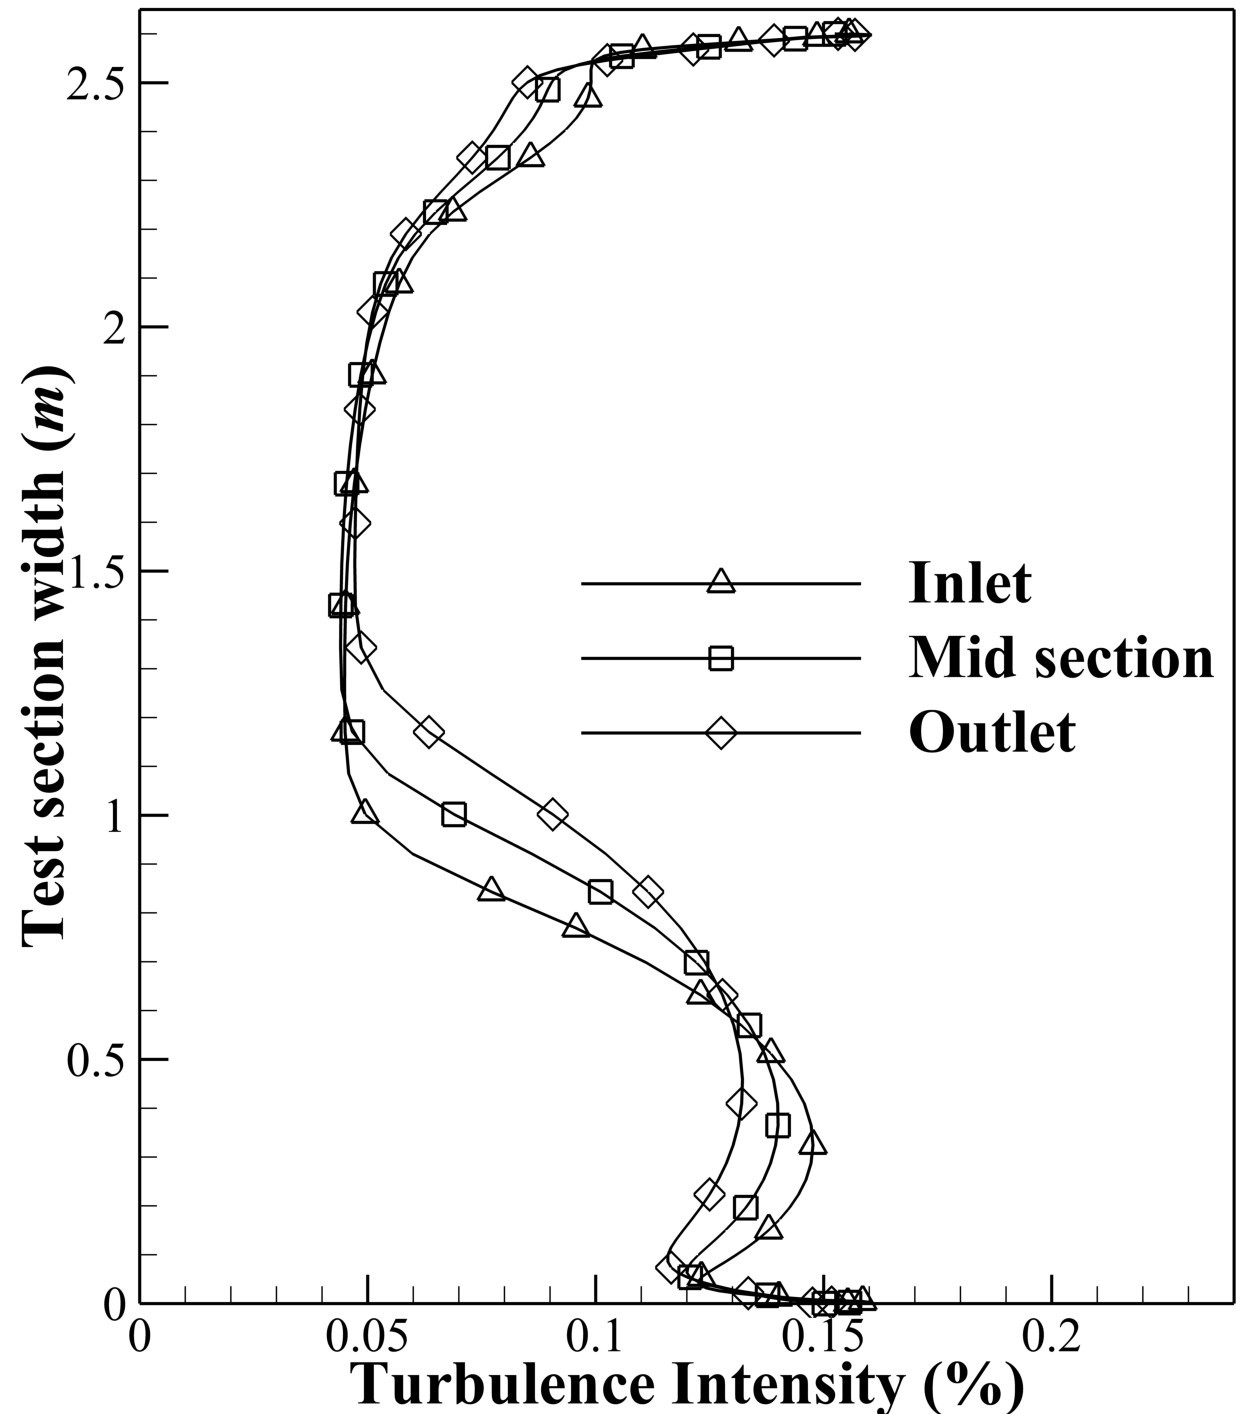 2.5
2
1.5
1
0.5
0
Test section width (m)
Inlet
Mid section
Outlet
0 0.05 0.1 0.15 0.2
Turbulence Intensity (%)